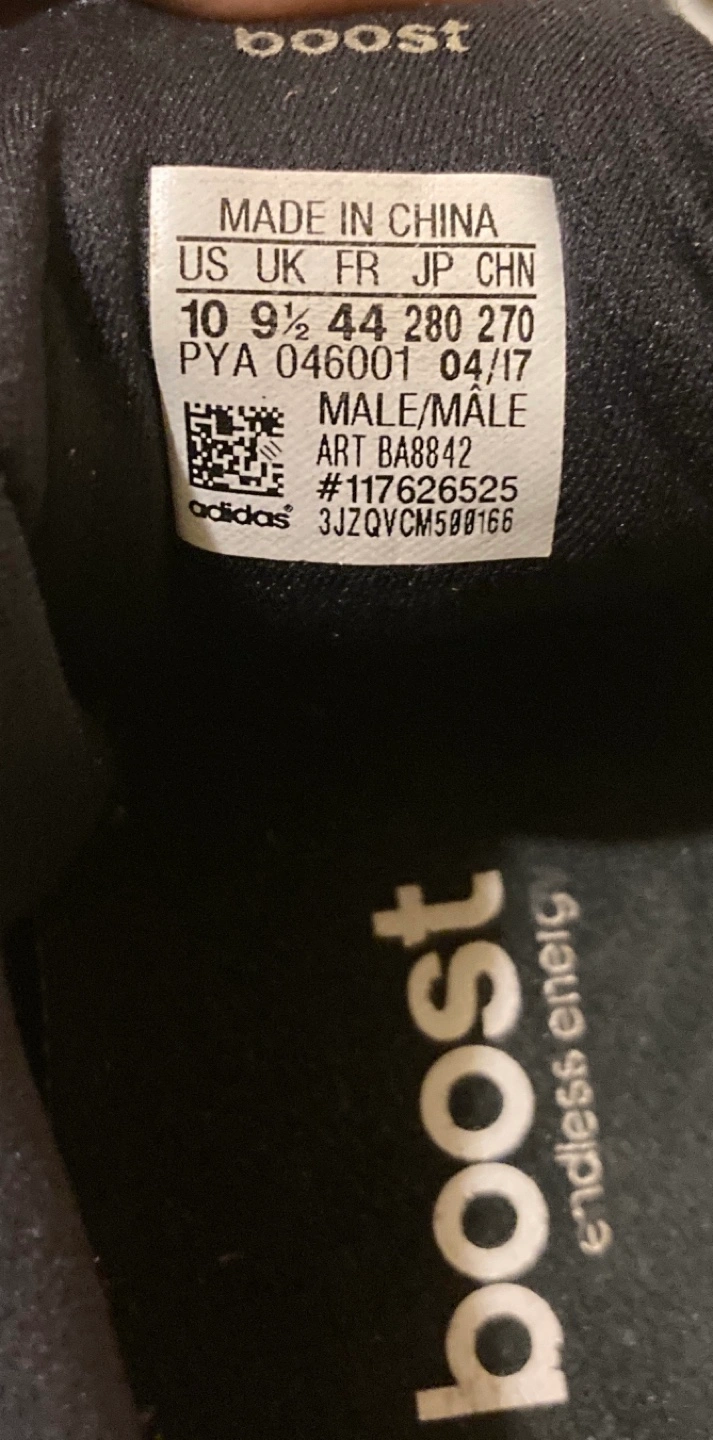 boost
MADE IN CHINA
US UK FR JP CHN
10 9½ 44 280 270
PYA 046001 04/17
MALE/MÂLE
ART BA8842
#117626525
adidas® 3JZQVCM500166
boost
endless energ